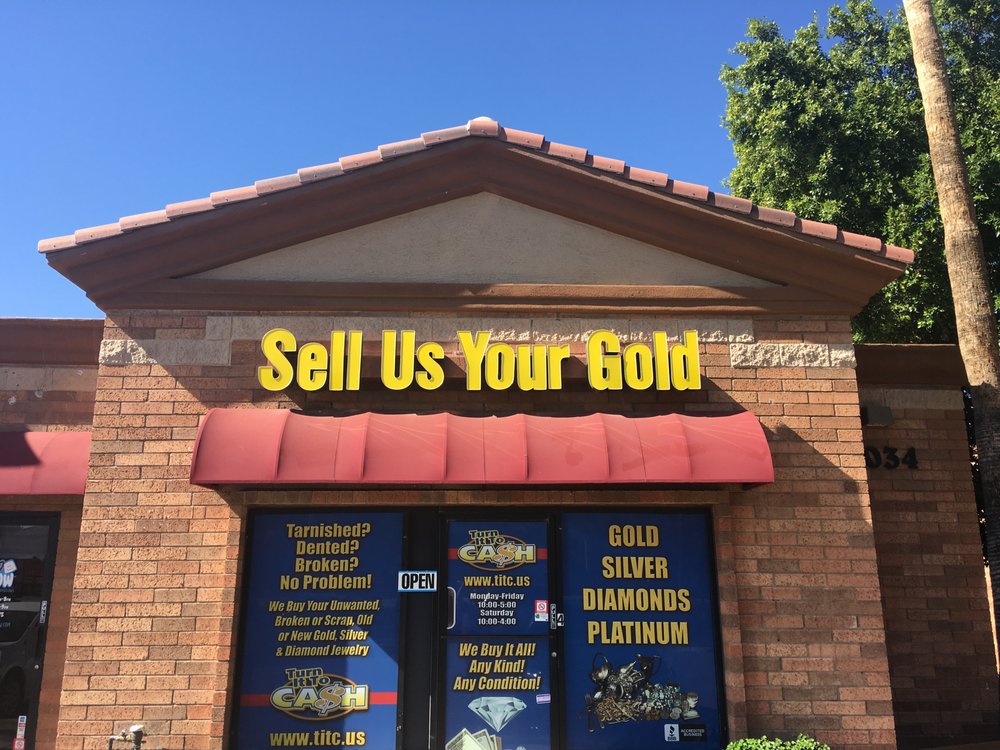 Sell Us Your Gold
034
Tarnished?
Dented?
Broken?
No Problem!
We Buy Your Unwanted,
Broken or Scrap, Old
or New Gold, Silver
& Diamond Jewelry
Turn
It to
CA$H
www.titc.us
OPEN
Turn
It to
CA$H
www.titc.us
Monday-Friday
10:00-5:00
Saturday
10:00-4:00
We Buy It All!
Any Kind!
Any Condition!
GOLD
SILVER
DIAMONDS
PLATINUM
BBB
ACCREDITED
BUSINESS